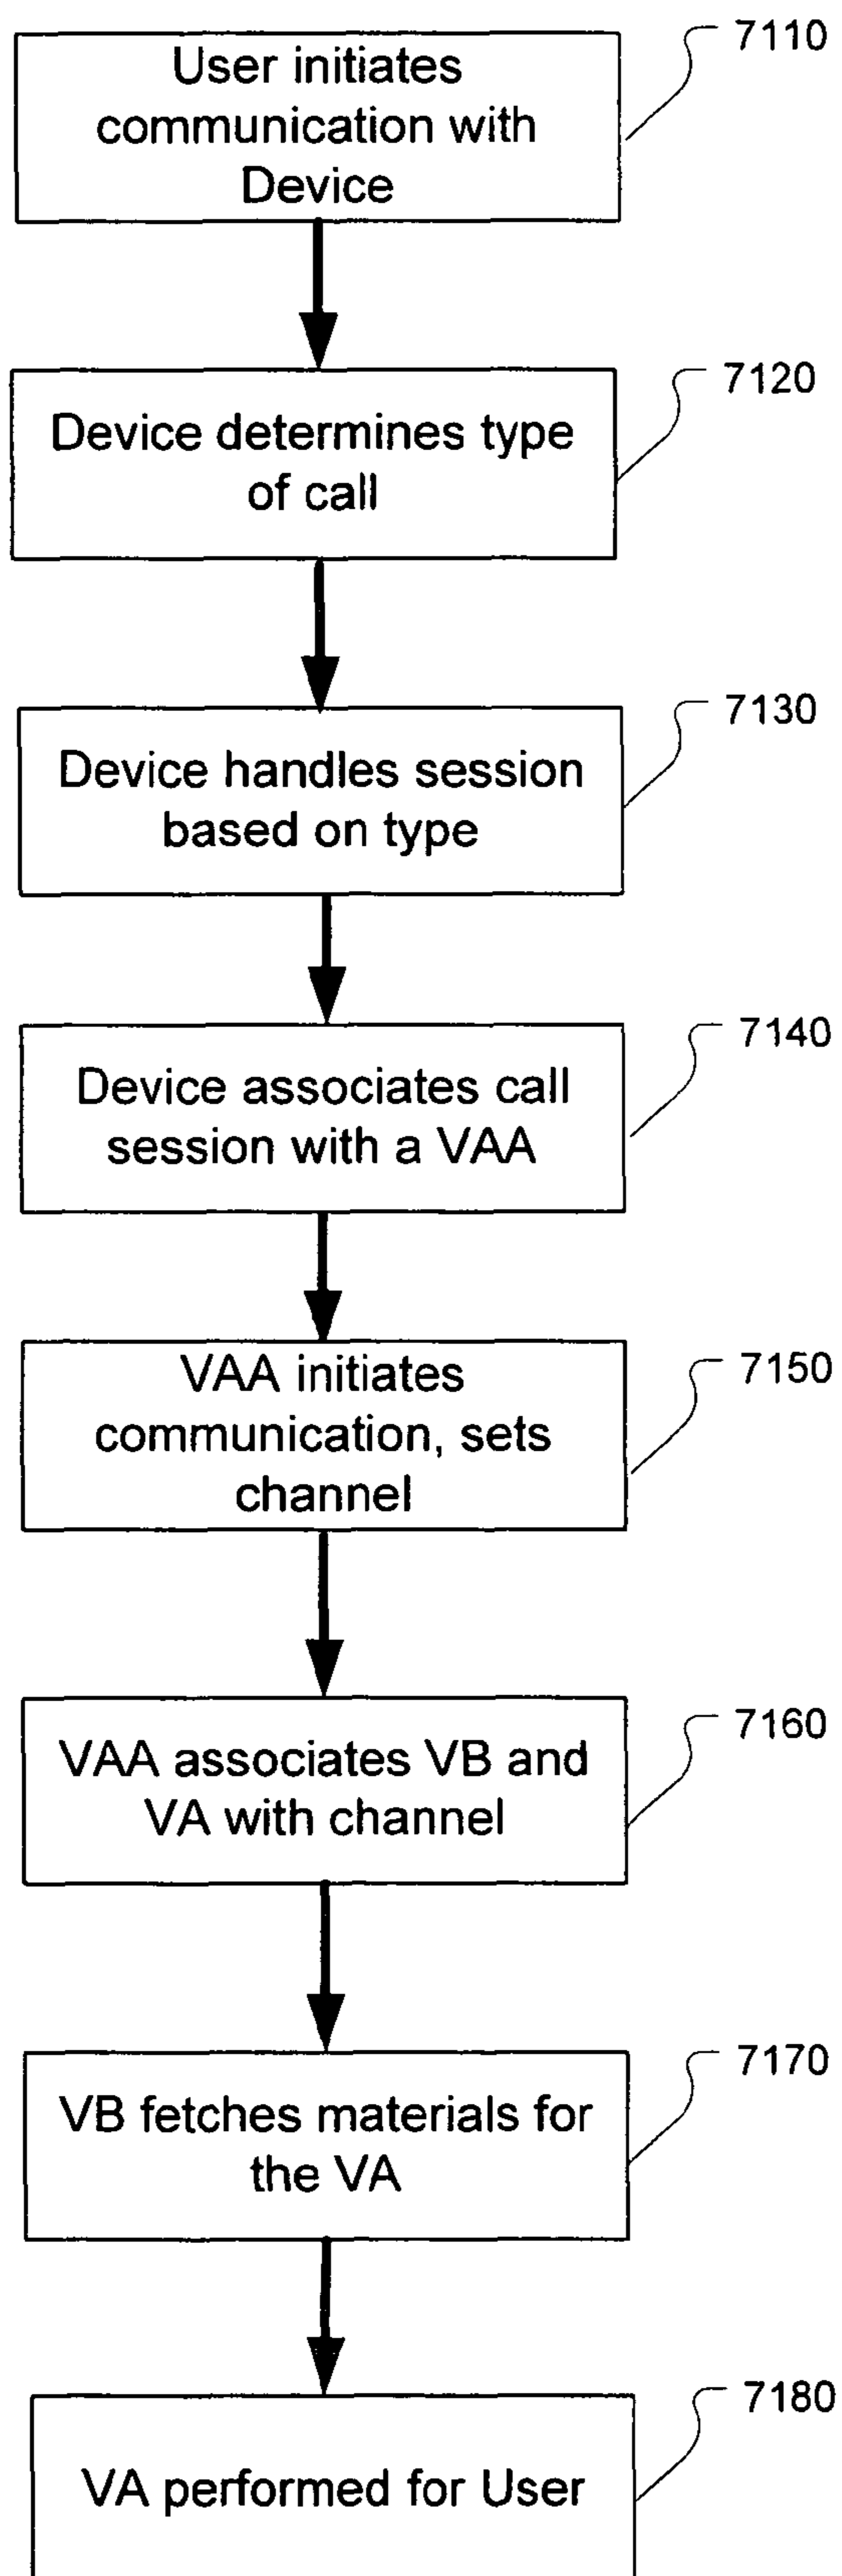 7110
User initiates
communication with
Device
7120
Device determines type
of call
7130
Device handles session
based on type
7140
Device associates call
session with a VAA
7150
VAA initiates
communication, sets
channel
7160
VAA associates VB and
VA with channel
7170
VB fetches materials for
the VA
7180
VA performed for User